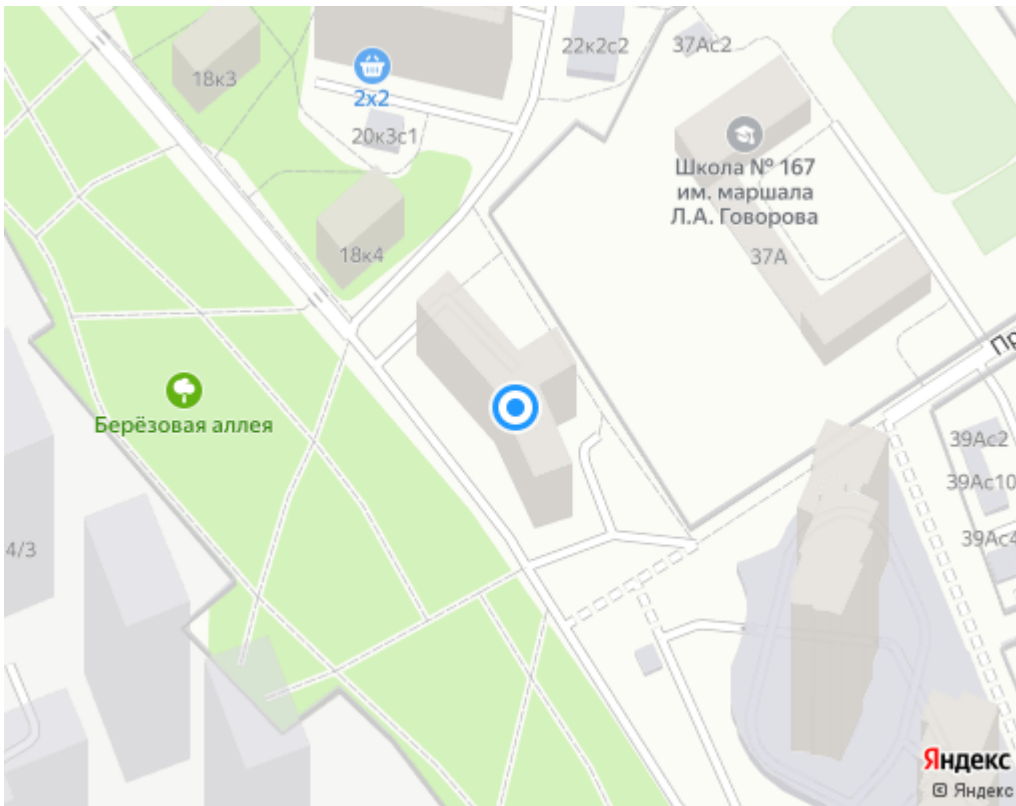 22к2с2
37Ас2
18к3
2х2
20к3с1
Школа № 167
им. маршала
Л.А. Говорова
18к4
37А
Пр
Берёзовая аллея
39Ас2
39Ас10
4/3
39Ас4
Яндекс
© Яндекс